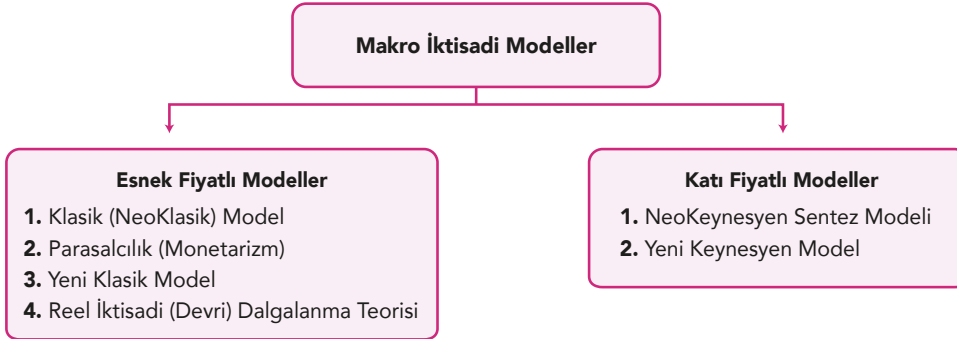 Makro İktisadi Modeller
Esnek Fiyatlı Modeller
1. Klasik (NeoKlasik) Model
2. Parasalcılık (Monetarizm)
3. Yeni Klasik Model
4. Reel İktisadi (Devri) Dalgalanma Teorisi
Katı Fiyatlı Modeller
1. NeoKeynesyen Sentez Modeli
2. Yeni Keynesyen Model